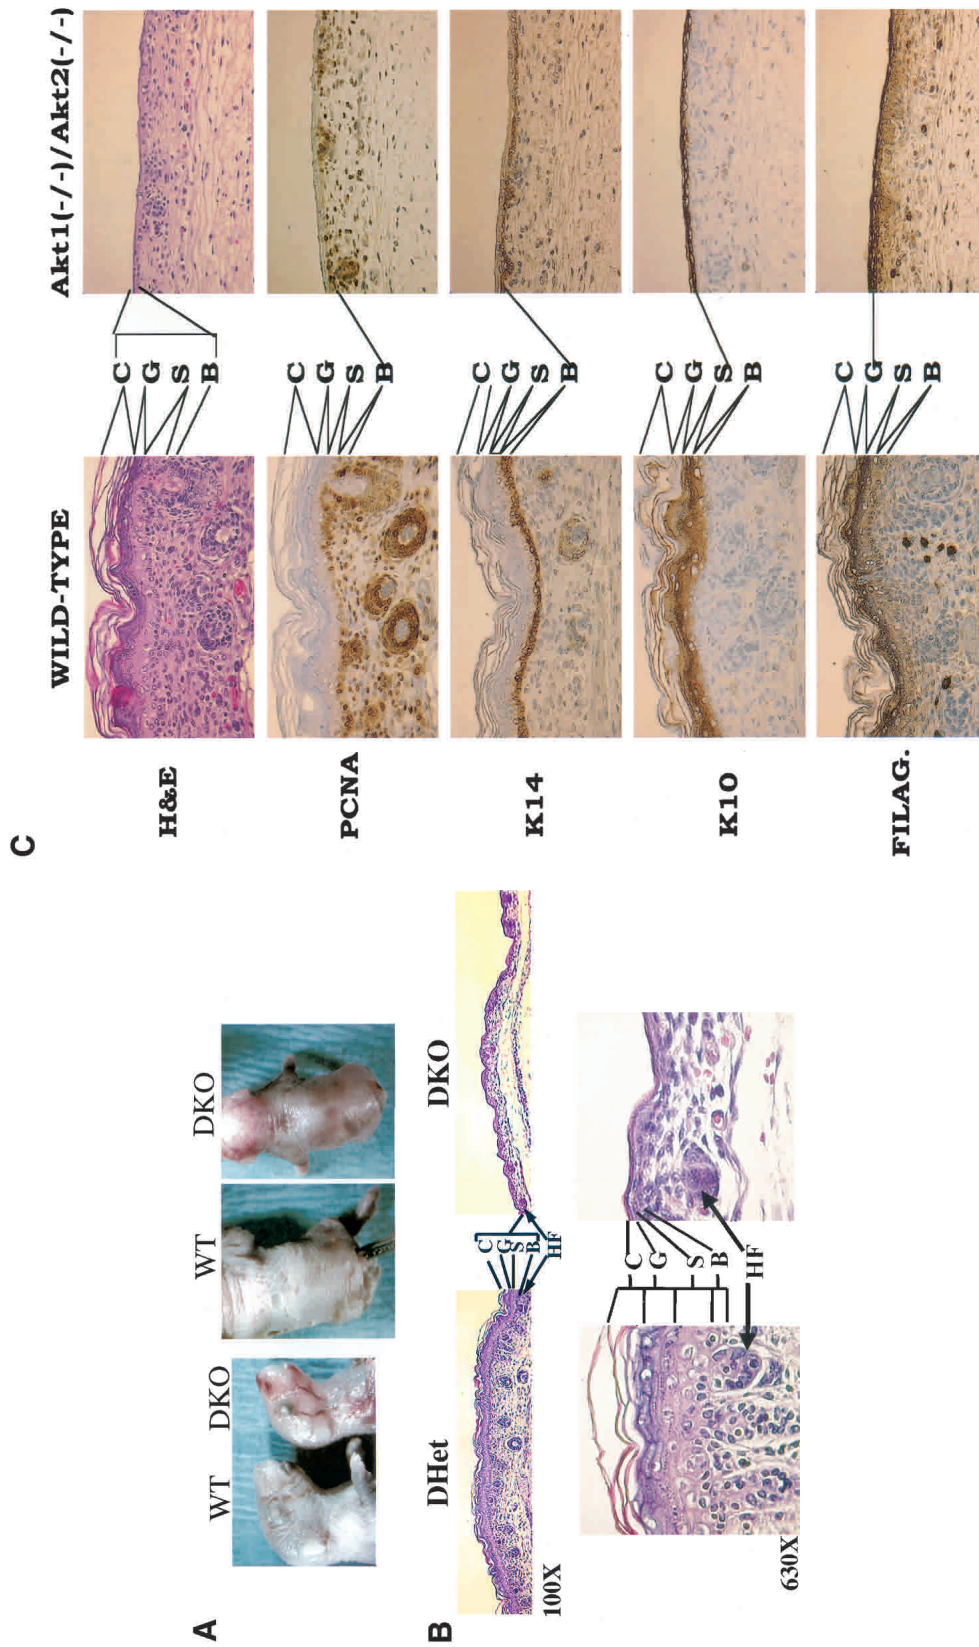 A
WT DKO WT DKO
B
DHet DKO
C
G
S
B
HF
100X
C
G
S
B
HF
630X
C
WILD-TYPE Akt1(-/-)/Akt2(-/-)
H&E
C
G
S
B
PCNA
C
G
S
B
K14
C
G
S
B
K10
C
G
S
B
FILAG.
C
G
S
B